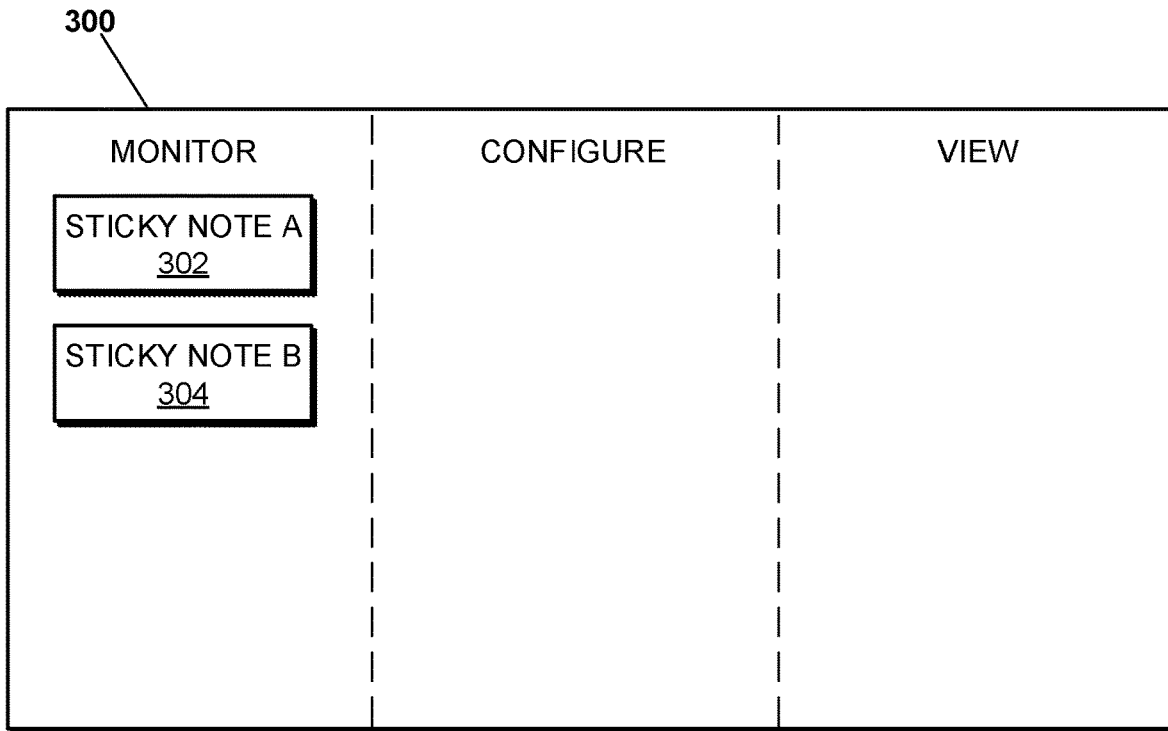 300
MONITOR CONFIGURE VIEW
STICKY NOTE A
302
STICKY NOTE B
304